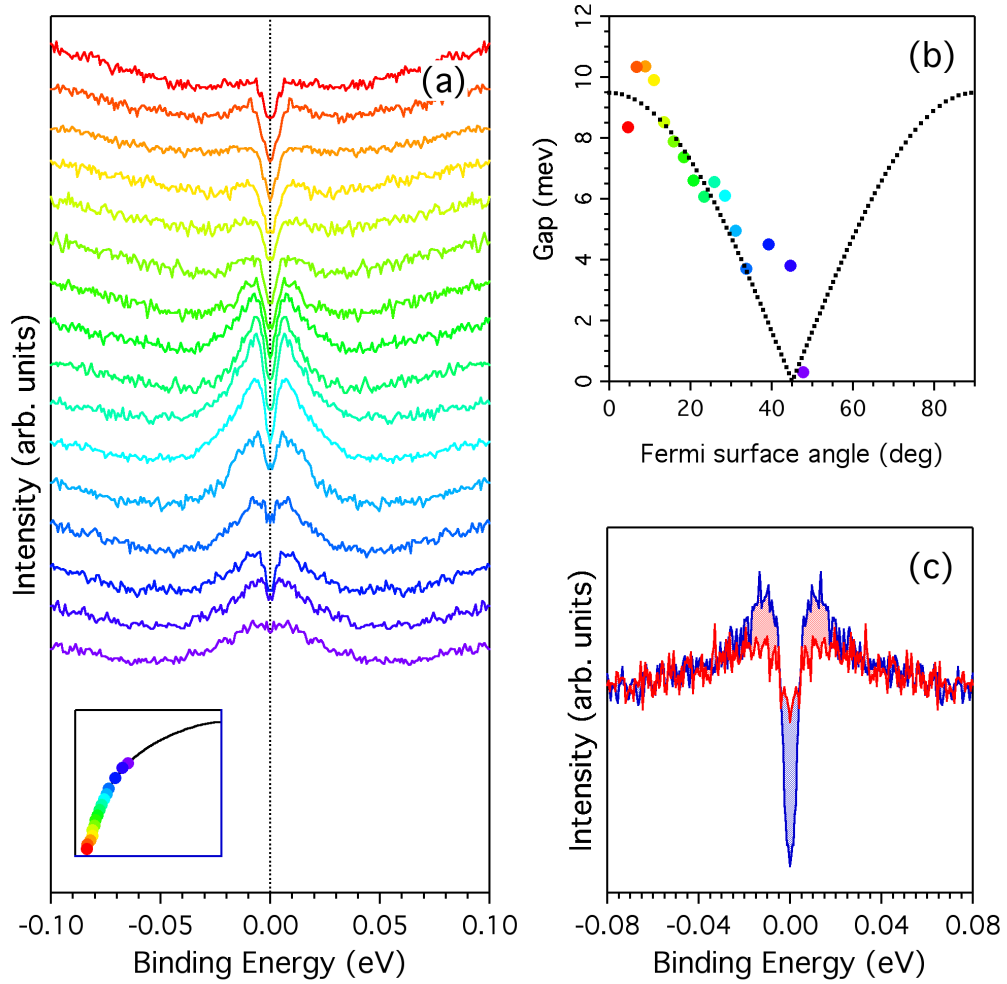 (a)
Intensity (arb. units)
-0.10 -0.05 0.00 0.05 0.10
Binding Energy (eV)
(b)
Gap (mev)
12
10
8
6
4
2
0
0 20 40 60 80
Fermi surface angle (deg)
(c)
Intensity (arb. units)
-0.08 -0.04 0.00 0.04 0.08
Binding Energy (eV)